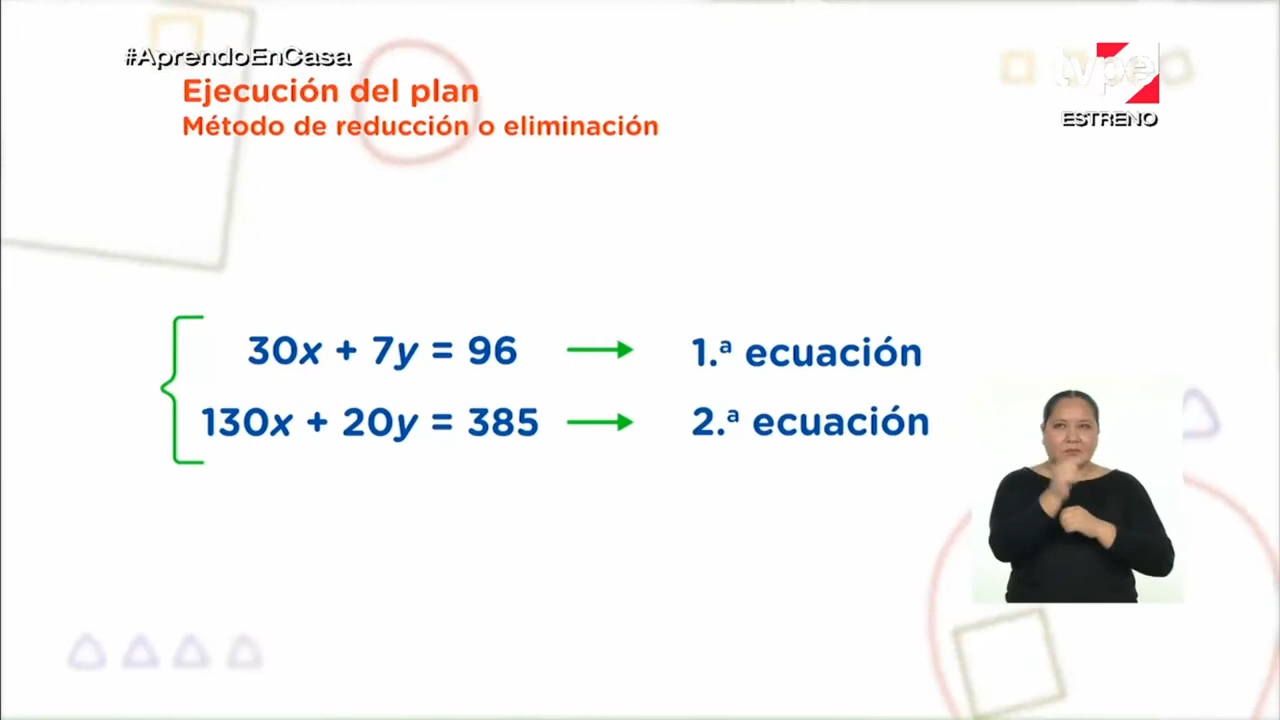 #AprendoEnCasa
tvpe
ESTRENO
Ejecución del plan
Método de reducción o eliminación
30x + 7y = 96 → 1.ª ecuación
130x + 20y = 385 → 2.ª ecuación